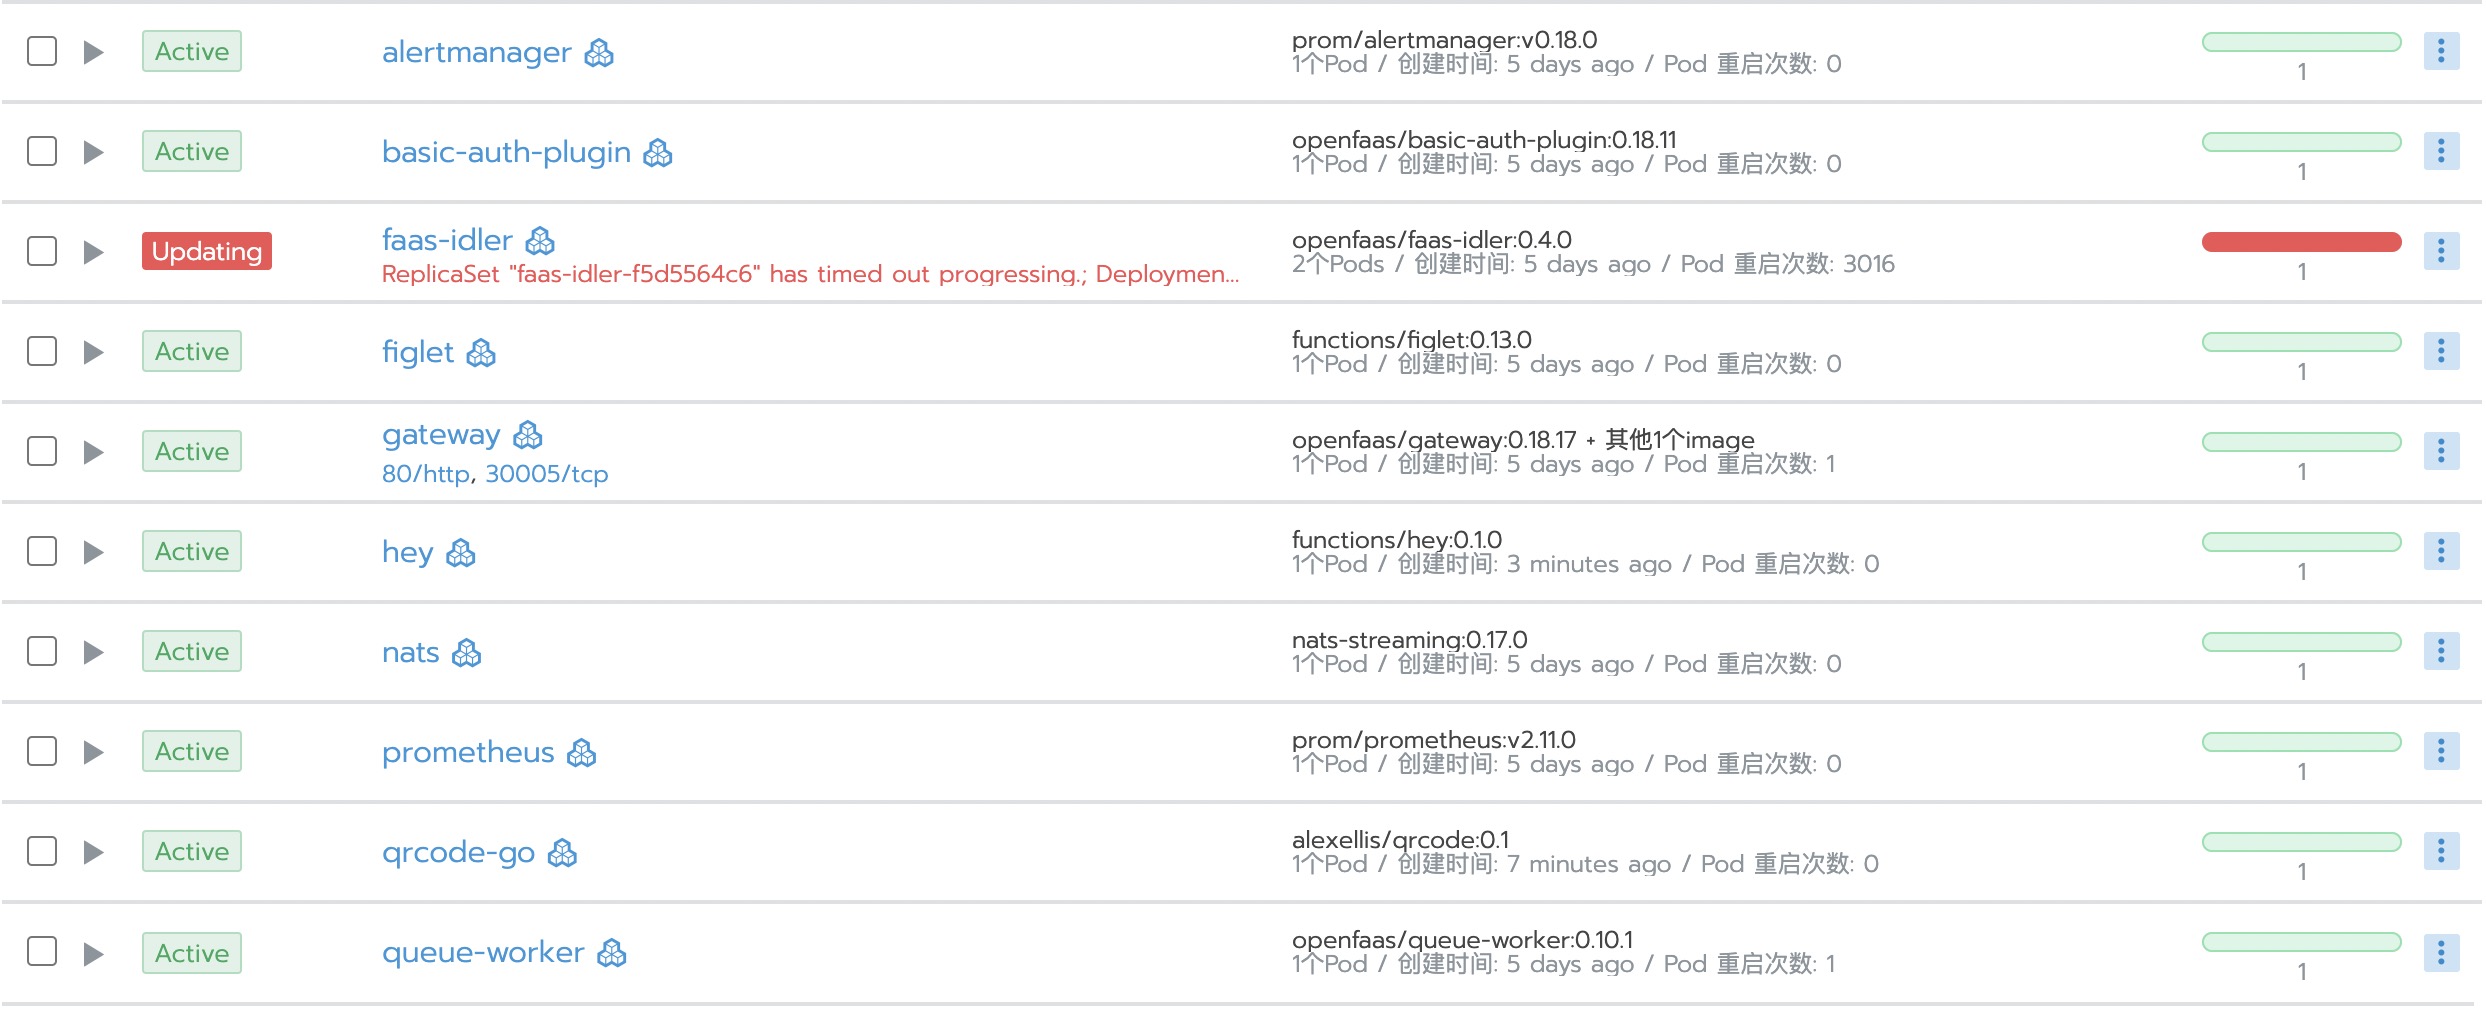 Active
alertmanager
prom/alertmanager:v0.18.0
1个Pod / 创建时间: 5 days ago / Pod 重启次数: 0
1
Active
basic-auth-plugin
openfaas/basic-auth-plugin:0.18.11
1个Pod / 创建时间: 5 days ago / Pod 重启次数: 0
1
Updating
faas-idler
ReplicaSet "faas-idler-f5d5564c6" has timed out progressing.; Deploymen...
openfaas/faas-idler:0.4.0
2个Pods / 创建时间: 5 days ago / Pod 重启次数: 3016
1
Active
figlet
functions/figlet:0.13.0
1个Pod / 创建时间: 5 days ago / Pod 重启次数: 0
1
Active
gateway
80/http, 30005/tcp
openfaas/gateway:0.18.17 + 其他1个image
1个Pod / 创建时间: 5 days ago / Pod 重启次数: 1
1
Active
hey
functions/hey:0.1.0
1个Pod / 创建时间: 3 minutes ago / Pod 重启次数: 0
1
Active
nats
nats-streaming:0.17.0
1个Pod / 创建时间: 5 days ago / Pod 重启次数: 0
1
Active
prometheus
prom/prometheus:v2.11.0
1个Pod / 创建时间: 5 days ago / Pod 重启次数: 0
1
Active
qrcode-go
alexellis/qrcode:0.1
1个Pod / 创建时间: 7 minutes ago / Pod 重启次数: 0
1
Active
queue-worker
openfaas/queue-worker:0.10.1
1个Pod / 创建时间: 5 days ago / Pod 重启次数: 1
1